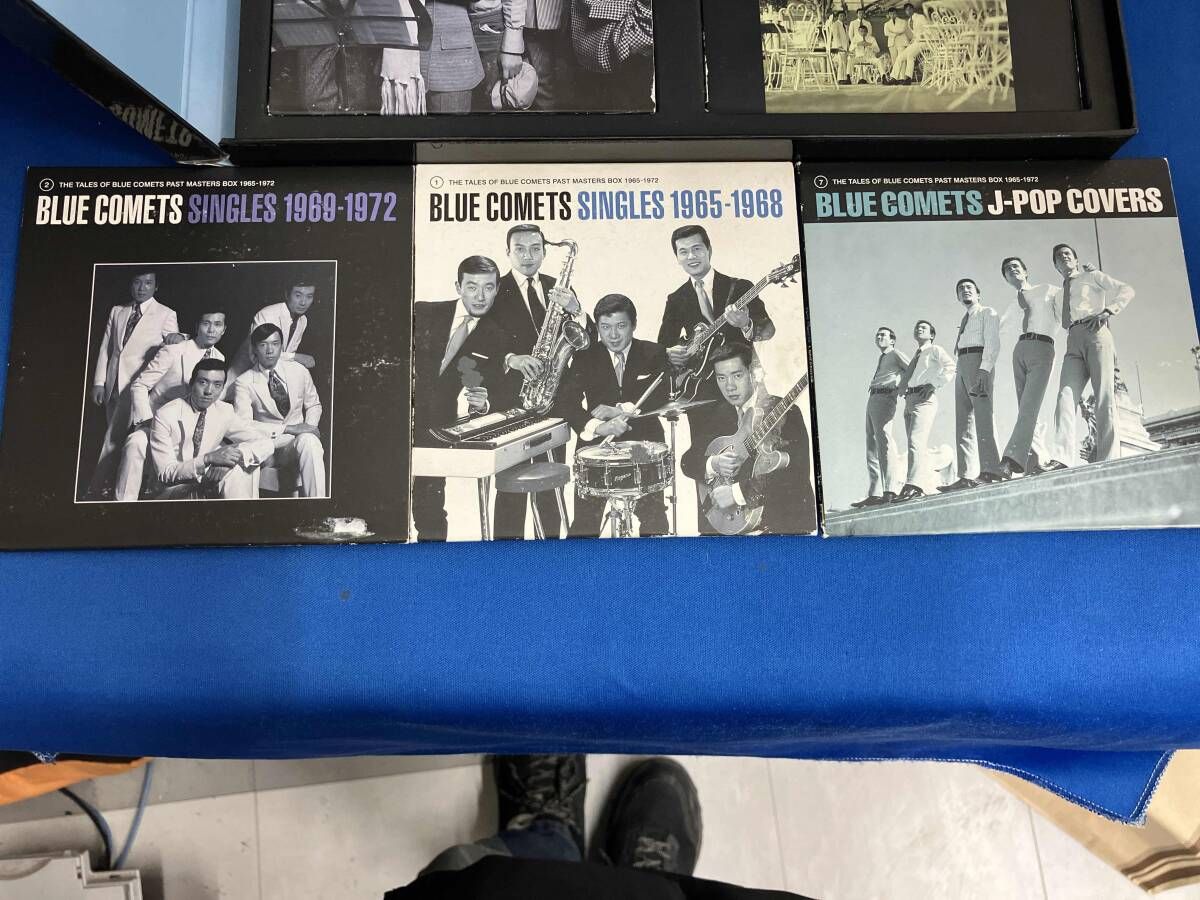 COMETS
2 THE TALES OF BLUE COMETS PAST MASTERS BOX 1965-1972
BLUE COMETS SINGLES 1969-1972
1 THE TALES OF BLUE COMETS PAST MASTERS BOX 1965-1972
BLUE COMETS SINGLES 1965-1968
7 THE TALES OF BLUE COMETS PAST MASTERS BOX 1965-1972
BLUE COMETS J-POP COVERS